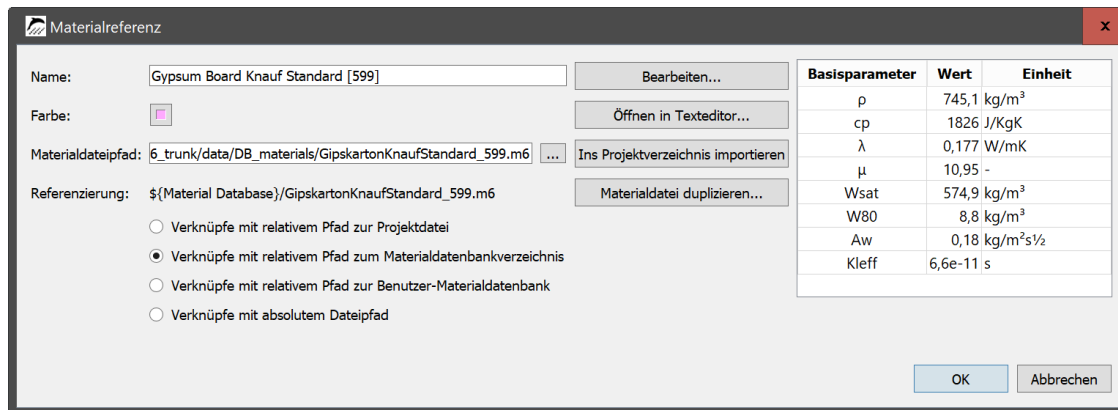 Materialreferenz
x
Name:
Gypsum Board Knauf Standard [599]
Bearbeiten...
Farbe:
Öffnen in Texteditor...
Materialdateipfad:
6_trunk/data/DB_materials/GipskartonKnaufStandard_599.m6
...
Ins Projektverzeichnis importieren
Referenzierung:
${Material Database}/GipskartonKnaufStandard_599.m6
Materialdatei duplizieren...
Verknüpfe mit relativem Pfad zur Projektdatei
Verknüpfe mit relativem Pfad zum Materialdatenbankverzeichnis
Verknüpfe mit relativem Pfad zur Benutzer-Materialdatenbank
Verknüpfe mit absolutem Dateipfad
Basisparameter Wert Einheit
ρ 745,1 kg/m³
cp 1826 J/KgK
λ 0,177 W/mK
μ 10,95 -
Wsat 574,9 kg/m³
W80 8,8 kg/m³
Aw 0,18 kg/m²s½
Kleff 6,6e-11 s
OK
Abbrechen